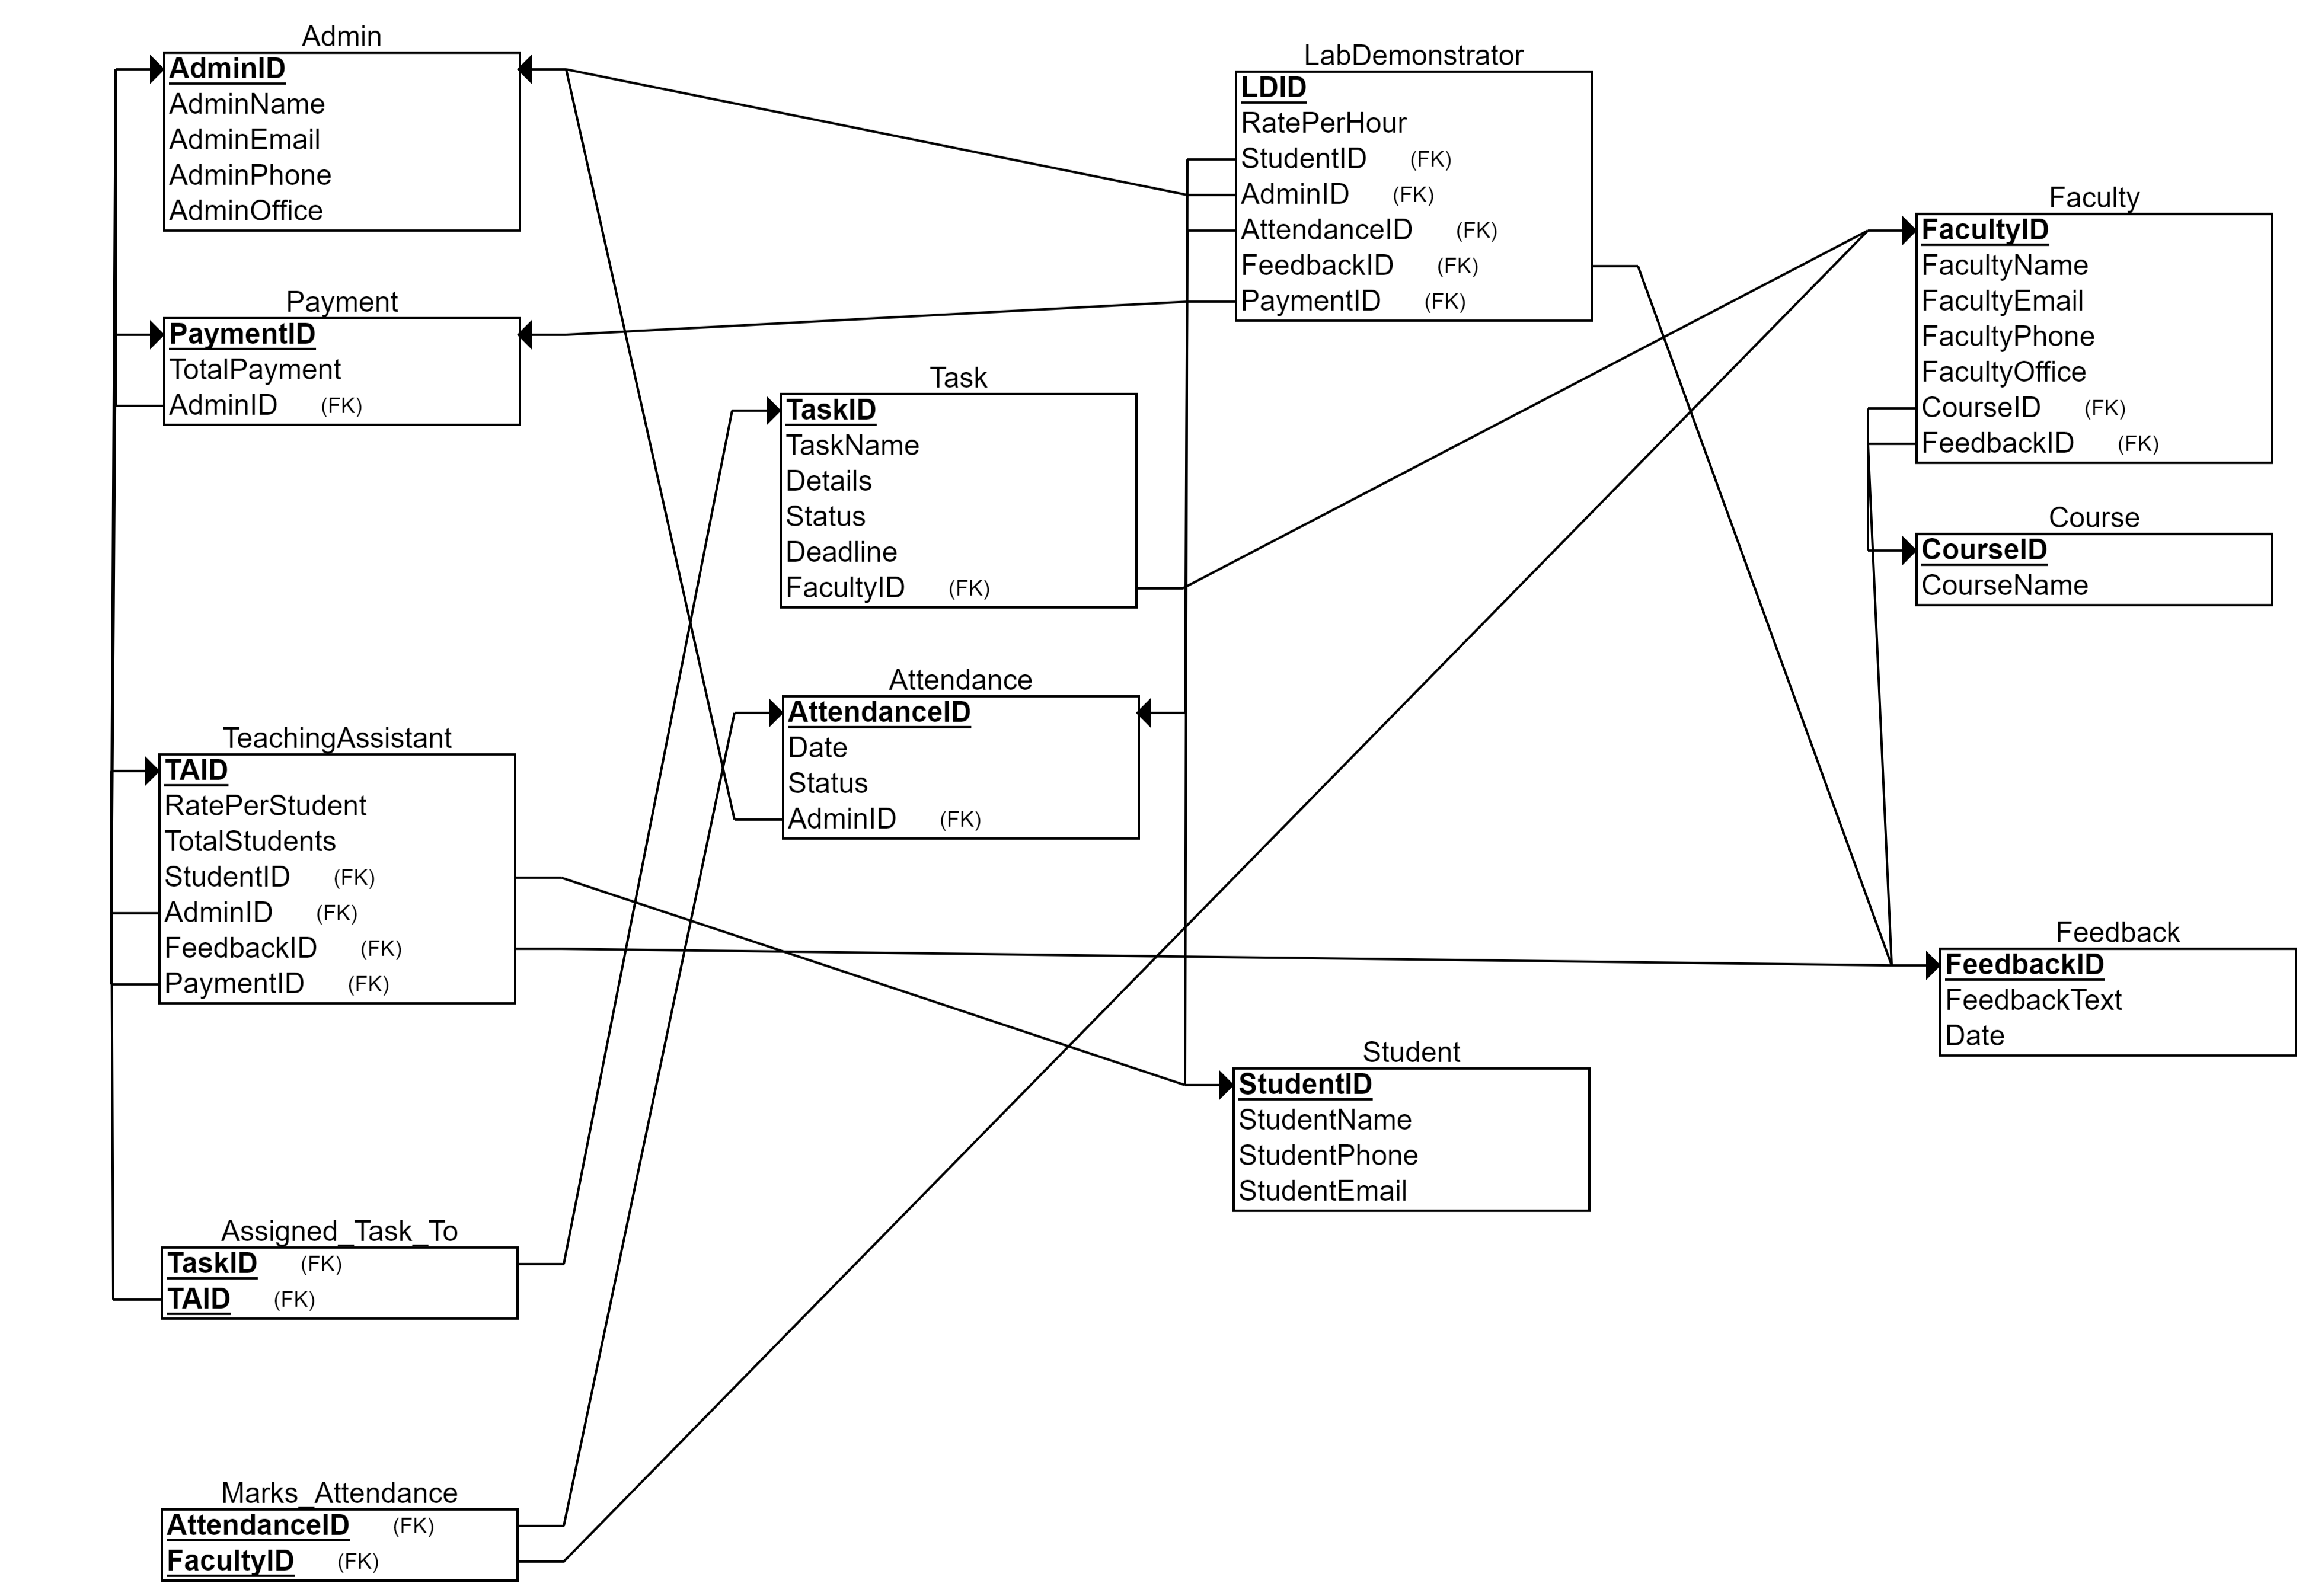 Admin
AdminID
AdminName
AdminEmail
AdminPhone
AdminOffice
Payment
PaymentID
TotalPayment
AdminID (FK)
TeachingAssistant
TAID
RatePerStudent
TotalStudents
StudentID (FK)
AdminID (FK)
FeedbackID (FK)
PaymentID (FK)
Assigned_Task_To
TaskID (FK)
TAID (FK)
Marks_Attendance
AttendanceID (FK)
FacultyID (FK)
Task
TaskID
TaskName
Details
Status
Deadline
FacultyID (FK)
Attendance
AttendanceID
Date
Status
AdminID (FK)
LabDemonstrator
LDID
RatePerHour
StudentID (FK)
AdminID (FK)
AttendanceID (FK)
FeedbackID (FK)
PaymentID (FK)
Student
StudentID
StudentName
StudentPhone
StudentEmail
Faculty
FacultyID
FacultyName
FacultyEmail
FacultyPhone
FacultyOffice
CourseID (FK)
FeedbackID (FK)
Course
CourseID
CourseName
Feedback
FeedbackID
FeedbackText
Date